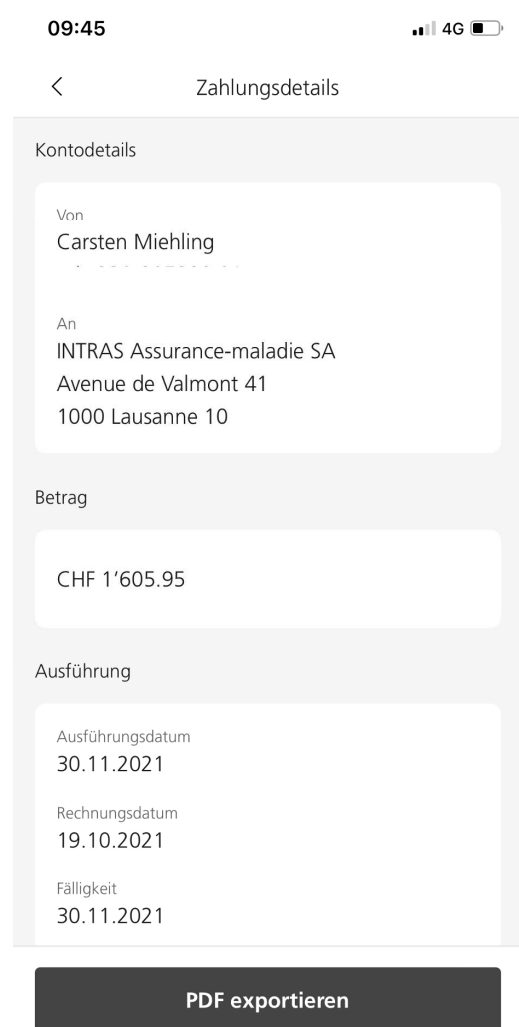 09:45
4G
Zahlungsdetails
Kontodetails
Von
Carsten Miehling
An
INTRAS Assurance-maladie SA
Avenue de Valmont 41
1000 Lausanne 10
Betrag
CHF 1’605.95
Ausführung
Ausführungsdatum
30.11.2021
Rechnungsdatum
19.10.2021
Fälligkeit
30.11.2021
PDF exportieren